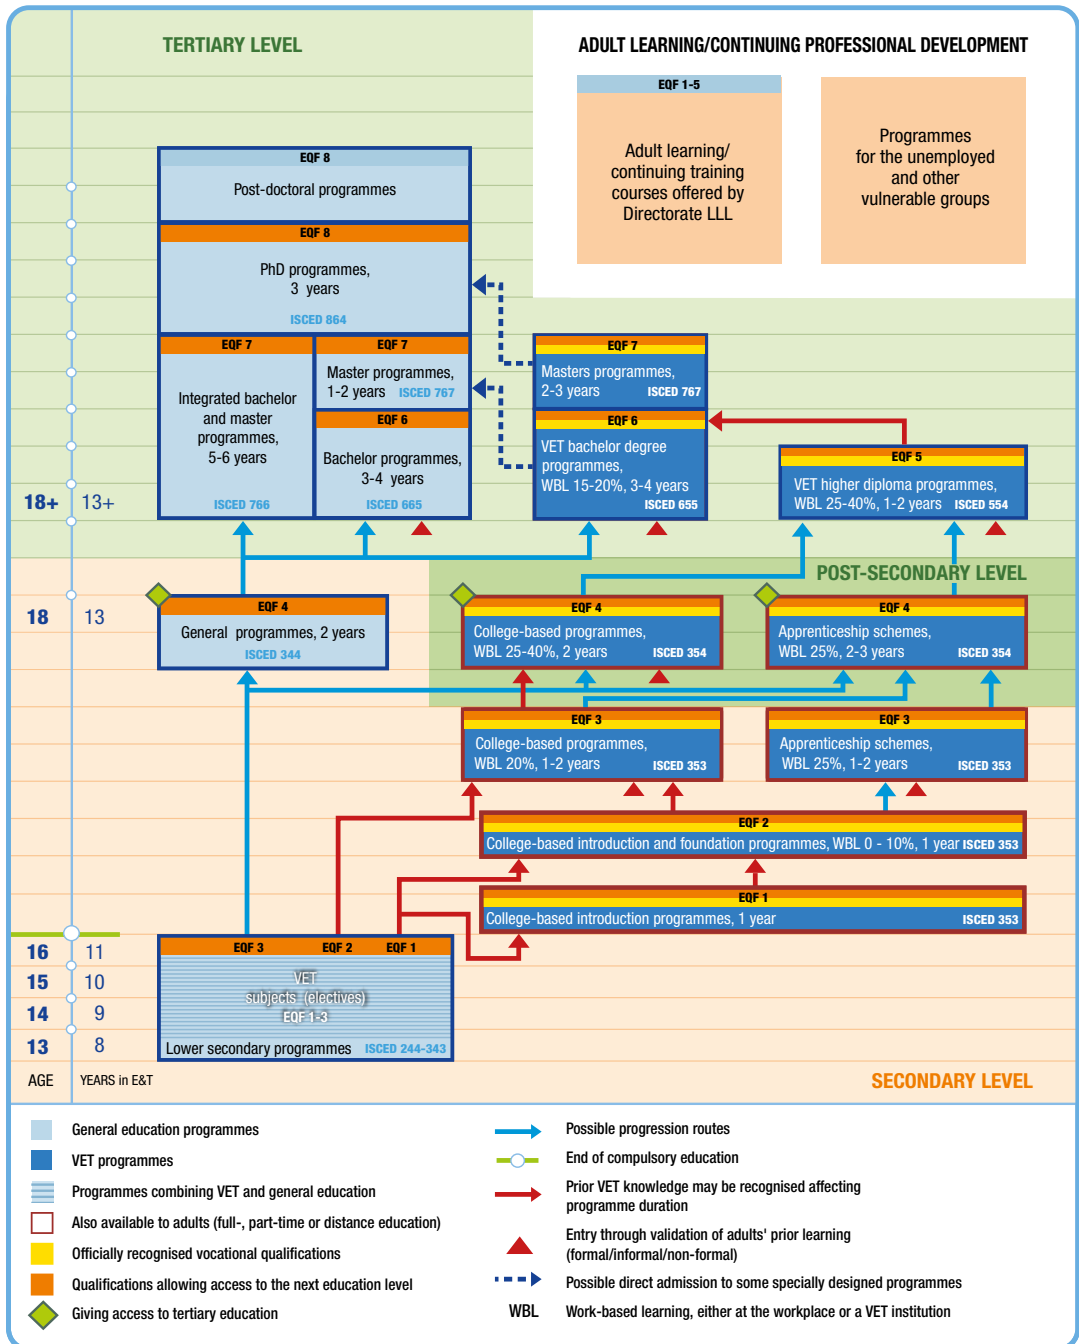 TERTIARY LEVEL
ADULT LEARNING/CONTINUING PROFESSIONAL DEVELOPMENT
EQF 1-5
Adult learning/
continuing training
courses offered by
Directorate LLL
Programmes
for the unemployed
and other
vulnerable groups
EQF 8
Post-doctoral programmes
EQF 8
PhD programmes,
3 years
ISCED 864
EQF 7
Integrated bachelor
and master
programmes,
5-6 years
ISCED 766
EQF 7
Master programmes,
1-2 years ISCED 767
EQF 6
Bachelor programmes,
3-4 years
ISCED 665
EQF 7
Masters programmes,
2-3 years ISCED 767
EQF 6
VET bachelor degree
programmes,
WBL 15-20%, 3-4 years
ISCED 655
EQF 5
VET higher diploma programmes,
WBL 25-40%, 1-2 years ISCED 554
18+ 13+
POST-SECONDARY LEVEL
18 13
EQF 4
General programmes, 2 years
ISCED 344
EQF 4
College-based programmes,
WBL 25-40%, 2 years ISCED 354
EQF 4
Apprenticeship schemes,
WBL 25%, 2-3 years ISCED 354
EQF 3
College-based programmes,
WBL 20%, 1-2 years ISCED 353
EQF 3
Apprenticeship schemes,
WBL 25%, 1-2 years ISCED 353
EQF 2
College-based introduction and foundation programmes, WBL 0 - 10%, 1 year ISCED 353
EQF 1
College-based introduction programmes, 1 year ISCED 353
16 11
15 10
14 9
13 8
AGE YEARS in E&T
EQF 3 EQF 2 EQF 1
VET
subjects (electives)
EQF 1-3
Lower secondary programmes ISCED 244-343
SECONDARY LEVEL
General education programmes
VET programmes
Programmes combining VET and general education
Also available to adults (full-, part-time or distance education)
Officially recognised vocational qualifications
Qualifications allowing access to the next education level
Giving access to tertiary education
Possible progression routes
End of compulsory education
Prior VET knowledge may be recognised affecting
programme duration
Entry through validation of adults' prior learning
(formal/informal/non-formal)
Possible direct admission to some specially designed programmes
WBL Work-based learning, either at the workplace or a VET institution